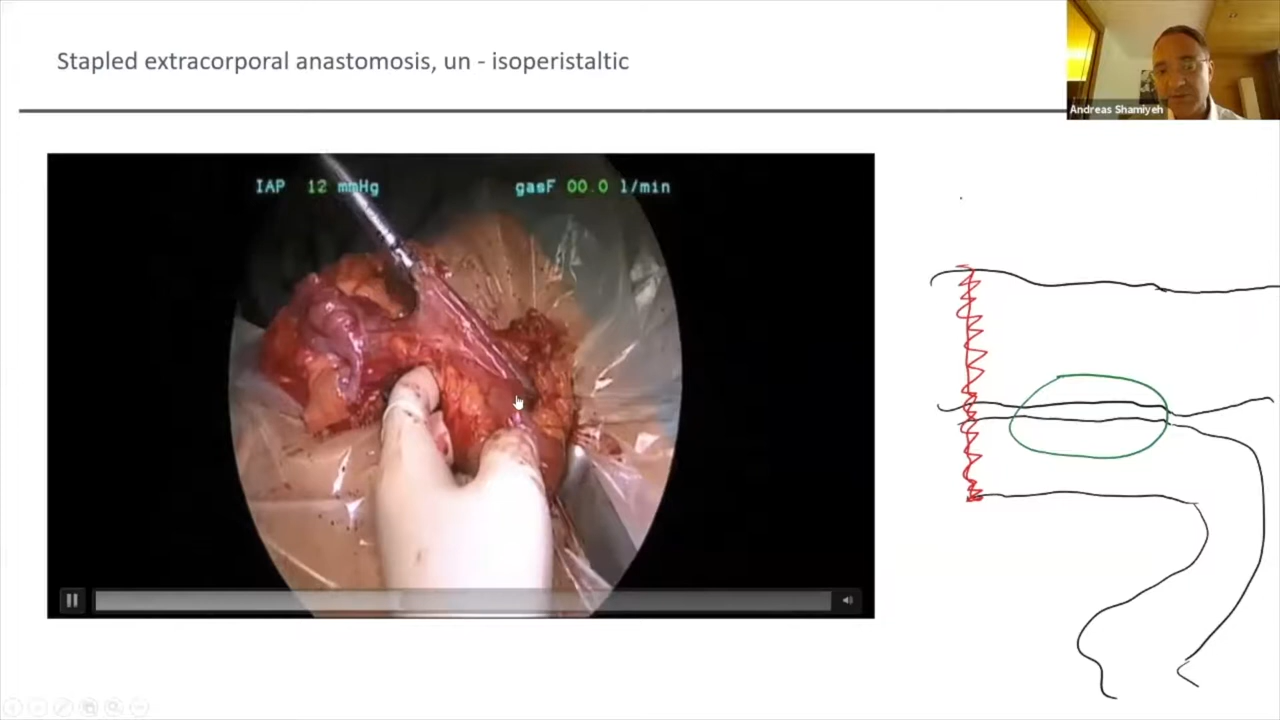 Stapled extracorporal anastomosis, un - isoperistaltic
Andreas Shamiyeh
IAP 12 mmHg
gasF 00.0 l/min